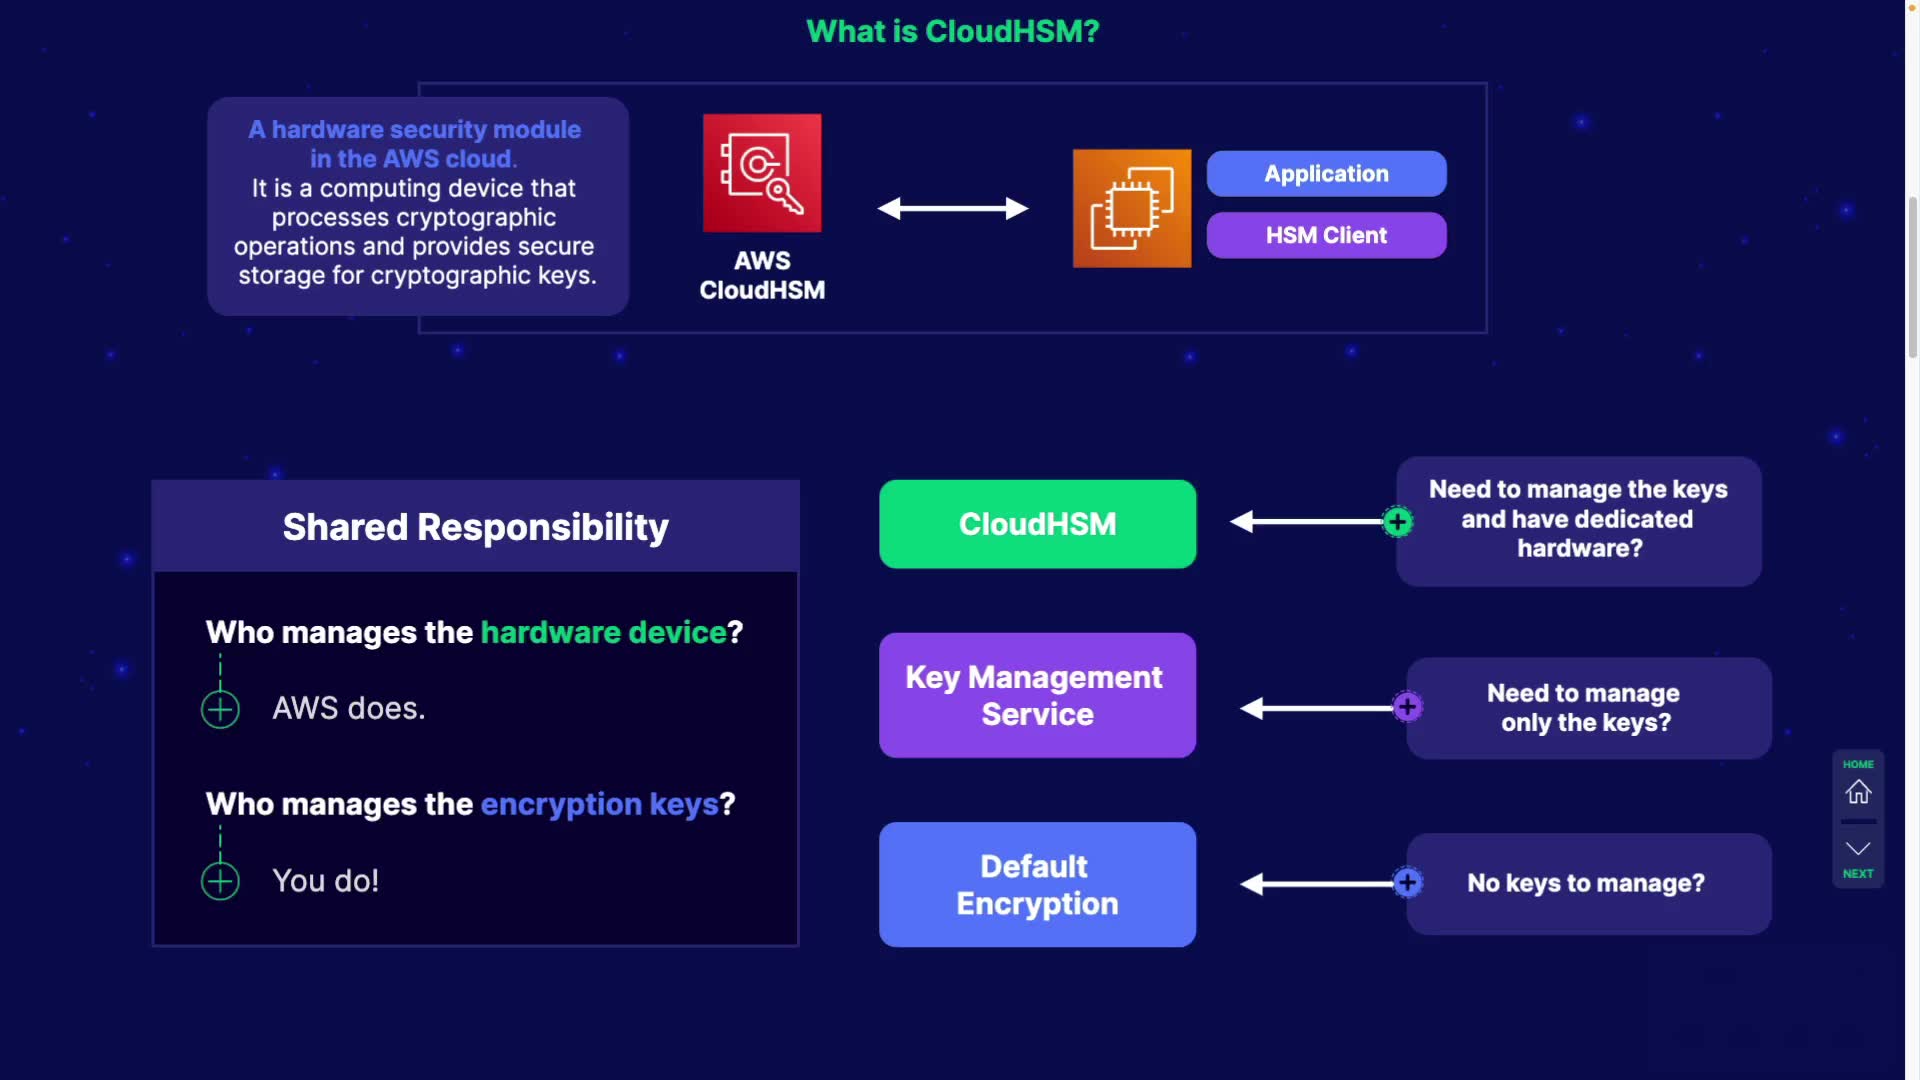 What is CloudHSM?
A hardware security module
in the AWS cloud.
It is a computing device that
processes cryptographic
operations and provides secure
storage for cryptographic keys.
AWS
CloudHSM
Application
HSM Client
Shared Responsibility
Who manages the hardware device?
AWS does.
Who manages the encryption keys?
You do!
CloudHSM
Need to manage the keys
and have dedicated
hardware?
Key Management
Service
Need to manage
only the keys?
Default
Encryption
No keys to manage?
HOME
NEXT